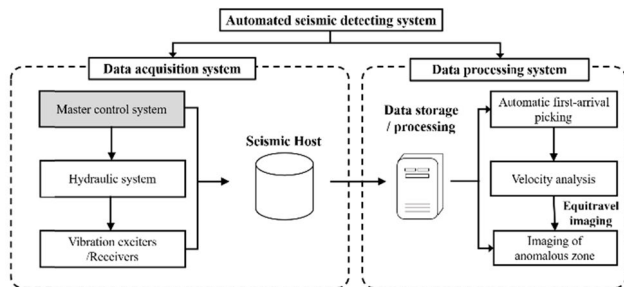 Automated seismic detecting system
Data acquisition system
Data processing system
Master control system
Hydraulic system
Vibration exciters
/Receivers
Seismic Host
Data storage
/ processing
Automatic first-arrival
picking
Velocity analysis
Equitravel
imaging
Imaging of
anomalous zone